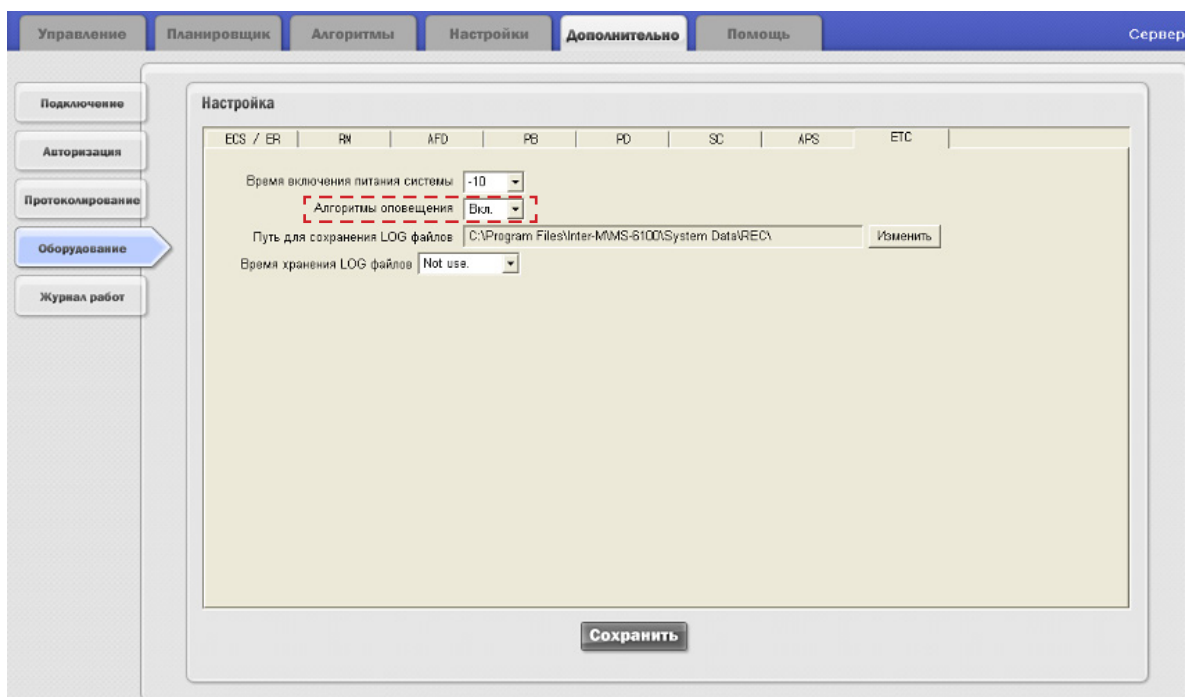 Управление Планировщик Алгоритмы Настройки Дополнительно Помощь Сервер
Подключение
Авторизация
Протоколирование
Оборудование
Журнал работ
Настройка
ECS / ER RM AFD PB PD SC APS ETC
Время включения питания системы -10
Алгоритмы оповещения Вкл.
Путь для сохранения LOG файлов C:\Program Files\Inter-M\MS-6100\System Data\REC\ Изменить
Время хранения LOG файлов Not use.
Сохранить